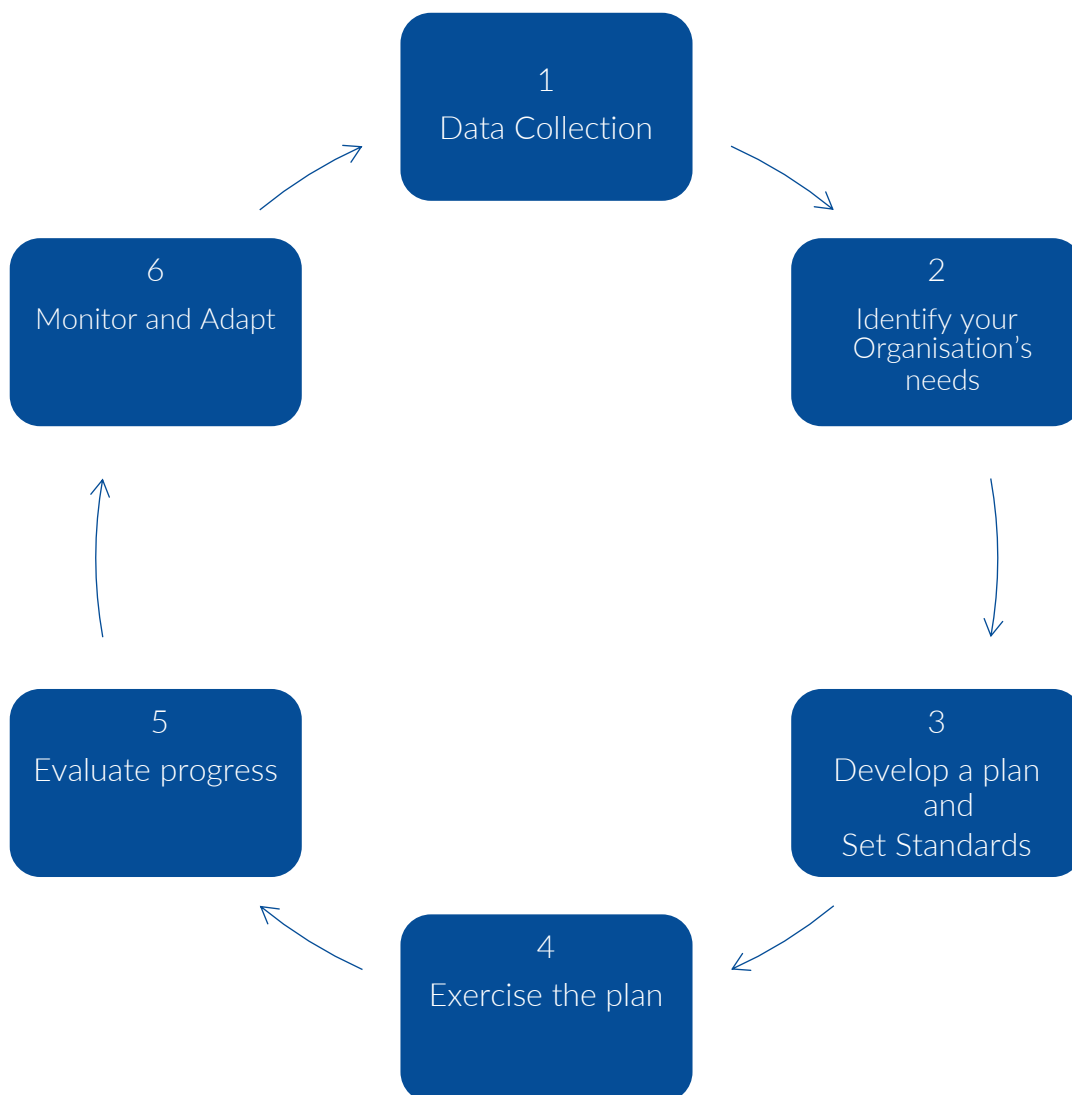 1
Data Collection
2
Identify your
Organisation’s
needs
3
Develop a plan
and
Set Standards
4
Exercise the plan
5
Evaluate progress
6
Monitor and Adapt